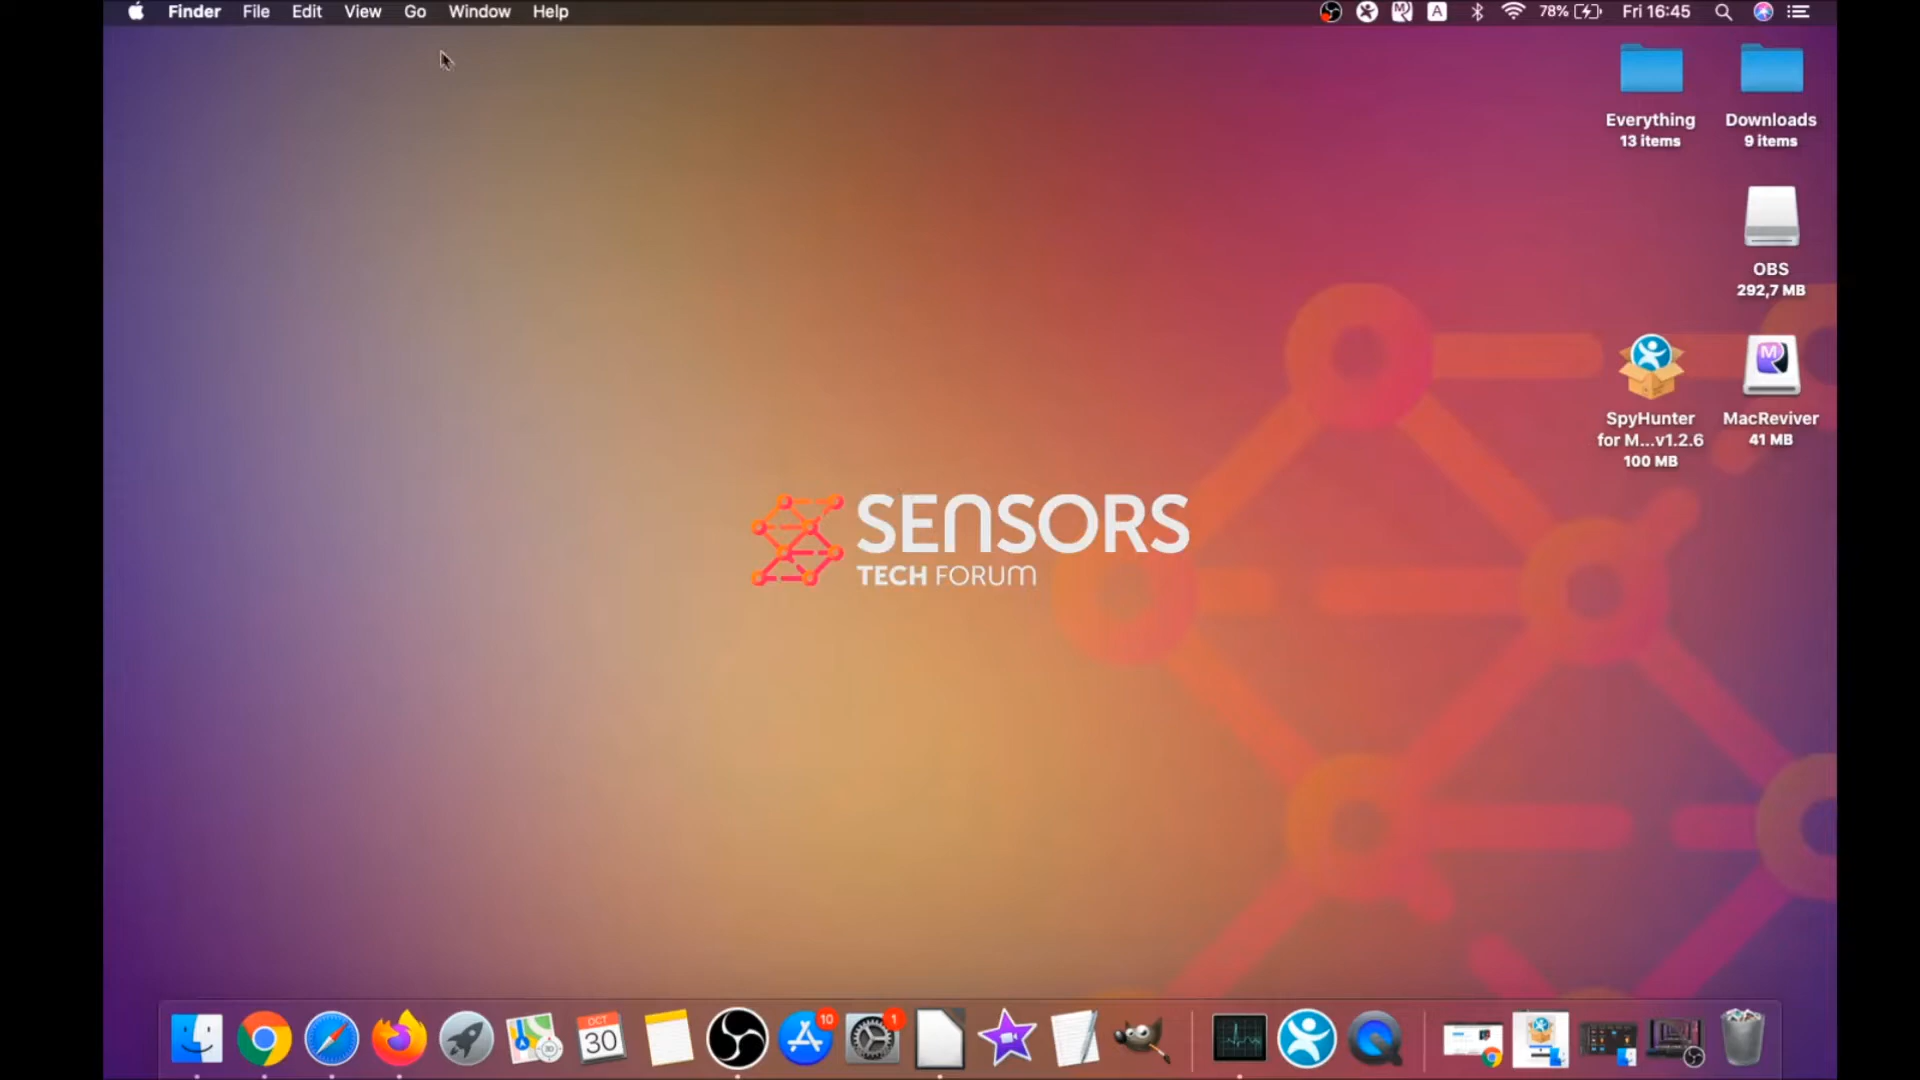 Finder File Edit View Go Window Help
A 78% Fri 16:45
Everything
13 items
Downloads
9 items
OBS
292,7 MB
SpyHunter
for M...v1.2.6
100 MB
MacReviver
41 MB
SENSORS
TECH FORUM
OCT
30
10
1